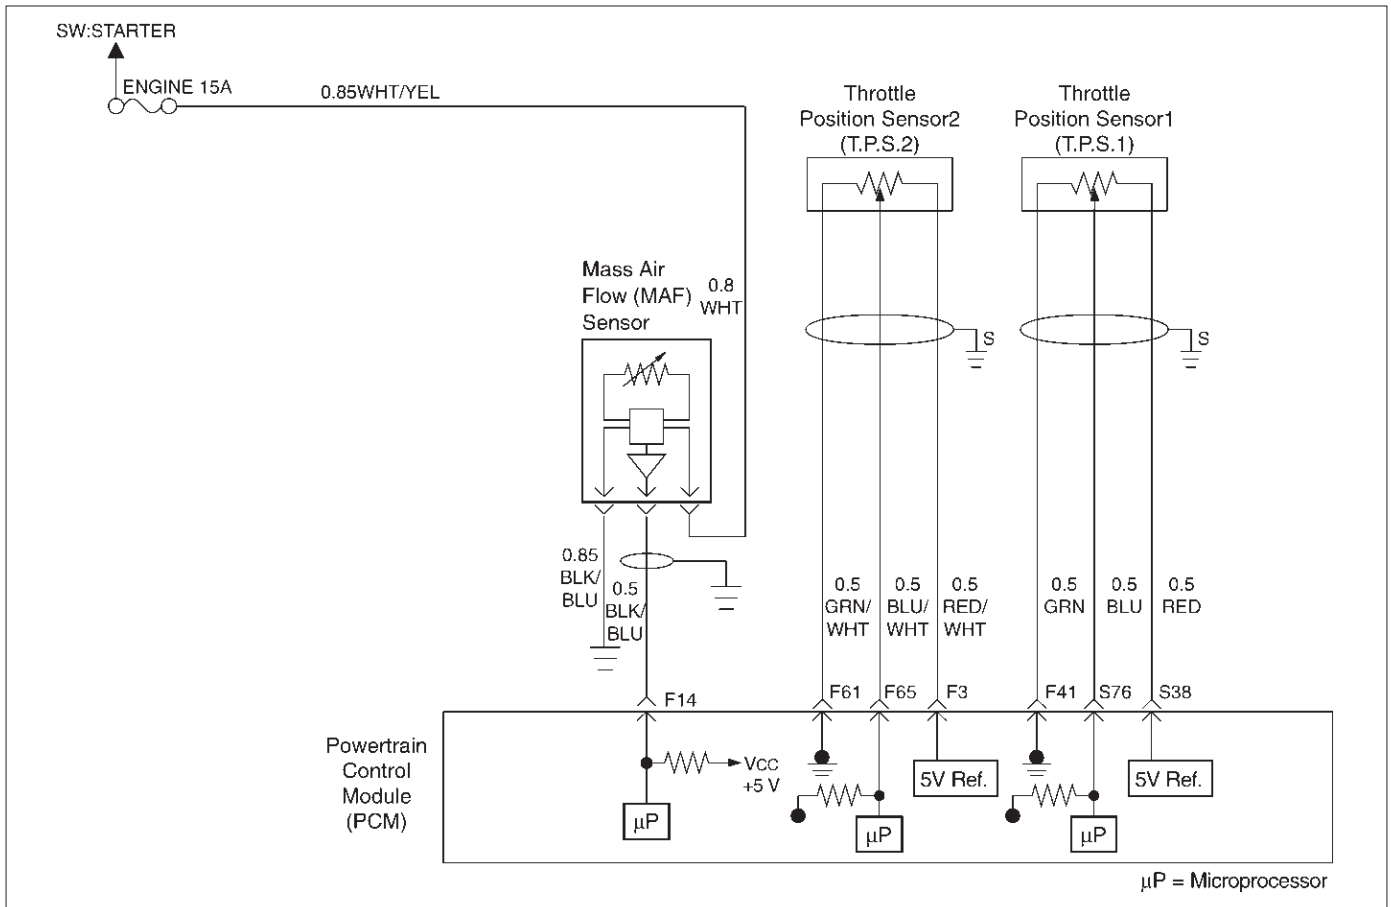 SW:STARTER
ENGINE 15A
0.85WHT/YEL
Throttle
Position Sensor2
(T.P.S.2)
Throttle
Position Sensor1
(T.P.S.1)
Mass Air
Flow (MAF)
Sensor
0.8
WHT
S
S
0.85
BLK/
BLU
0.5
BLK/
BLU
0.5
GRN/
WHT
0.5
BLU/
WHT
0.5
RED/
WHT
0.5
GRN
0.5
BLU
0.5
RED
F14
F61
F65
F3
F41
S76
S38
Powertrain
Control
Module
(PCM)
VCC
+5 V
μP
5V Ref.
μP
5V Ref.
μP
μP = Microprocessor